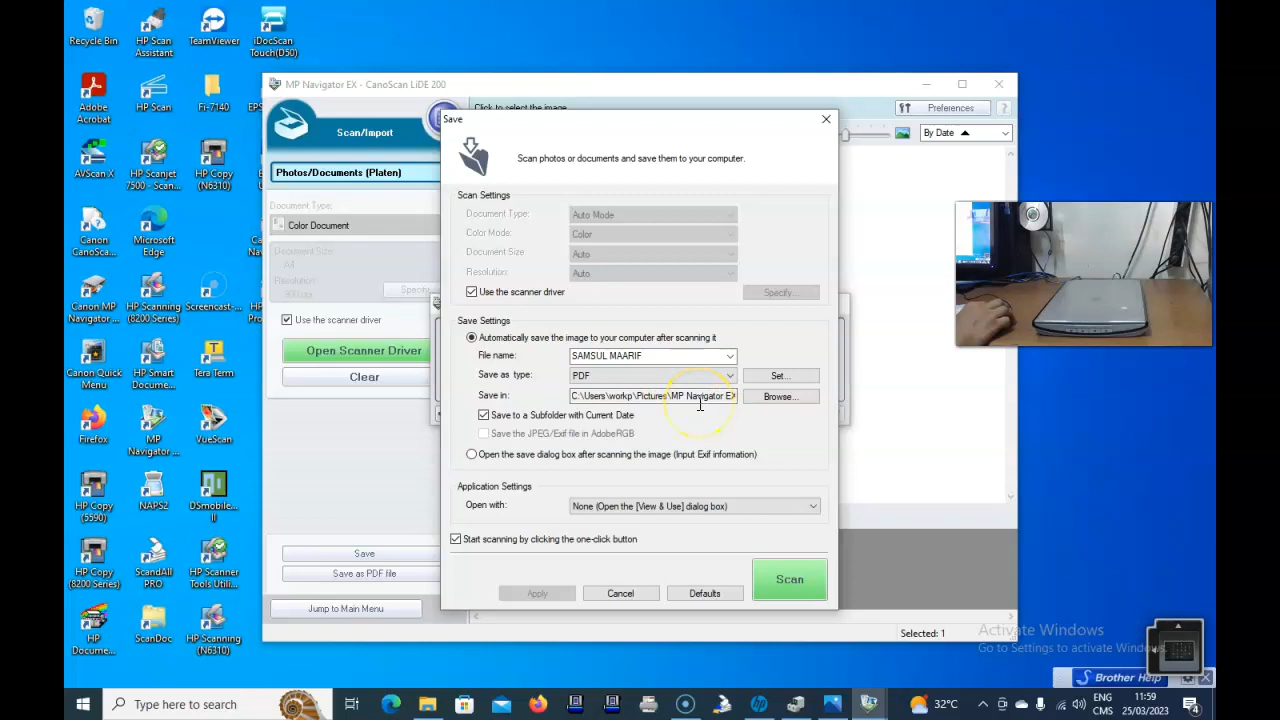 Recycle Bin
HP Scan Assistant
TeamViewer
iDocScan Touch(D50)
Adobe Acrobat
HP Scan
Fi-7140
AVScan X
HP Scanjet 7500 - Scan...
HP Copy (N6310)
Canon CanoSca...
Microsoft Edge
Canon MP Navigator ...
HP Scanning (8200 Series)
Screencast-...
Canon Quick Menu
HP Smart Docume...
Tera Term
Firefox
MP Navigator ...
VueScan
HP Copy (5590)
NAPS2
DSmobile... II
HP Copy (8200 Series)
ScandAll PRO
HP Scanner Tools Utili...
HP Docume...
ScanDoc
HP Scanning (N6310)
MP Navigator EX - CanoScan LiDE 200
Click to select the image
Preferences
?
Scan/Import
By Date
Photos/Documents (Platen)
Document Type:
Color Document
Document Size:
A4
Resolution:
300 dpi
Specify...
Use the scanner driver
Open Scanner Driver
Clear
Save
Save as PDF file
Jump to Main Menu
Selected: 1
Save
Scan photos or documents and save them to your computer.
Scan Settings
Document Type: Auto Mode
Color Mode: Color
Document Size Auto
Resolution: Auto
Use the scanner driver Specify...
Save Settings
Automatically save the image to your computer after scanning it
File name: SAMSUL MAARIF
Save as type: PDF Set...
Save in: C:\Users\workp\Pictures\MP Navigator EX Browse...
Save to a Subfolder with Current Date
Save the JPEG/Exif file in AdobeRGB
Open the save dialog box after scanning the image (Input Exif information)
Application Settings
Open with: None (Open the [View & Use] dialog box)
Start scanning by clicking the one-click button
Apply Cancel Defaults Scan
Activate Windows
Go to Settings to activate Windows.
Brother Help
Type here to search
32°C
ENG
CMS
11:59
25/03/2023
4